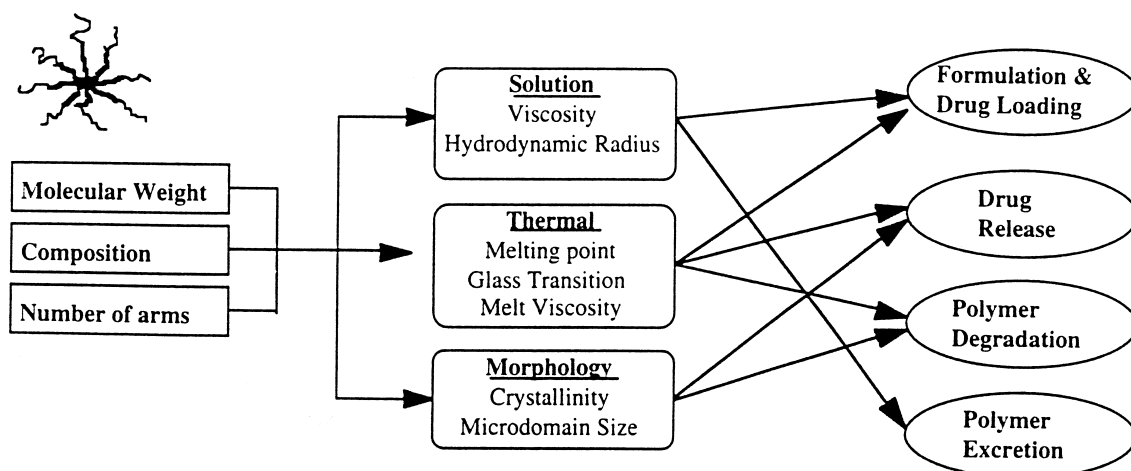 Molecular Weight
Composition
Number of arms
Solution
Viscosity
Hydrodynamic Radius
Thermal
Melting point
Glass Transition
Melt Viscosity
Morphology
Crystallinity
Microdomain Size
Formulation &
Drug Loading
Drug
Release
Polymer
Degradation
Polymer
Excretion